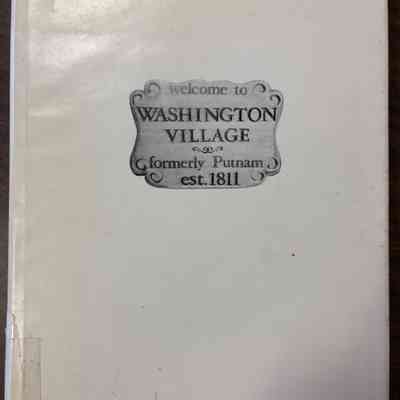 welcome to
WASHINGTON
VILLAGE
formerly Putnam
est. 1811